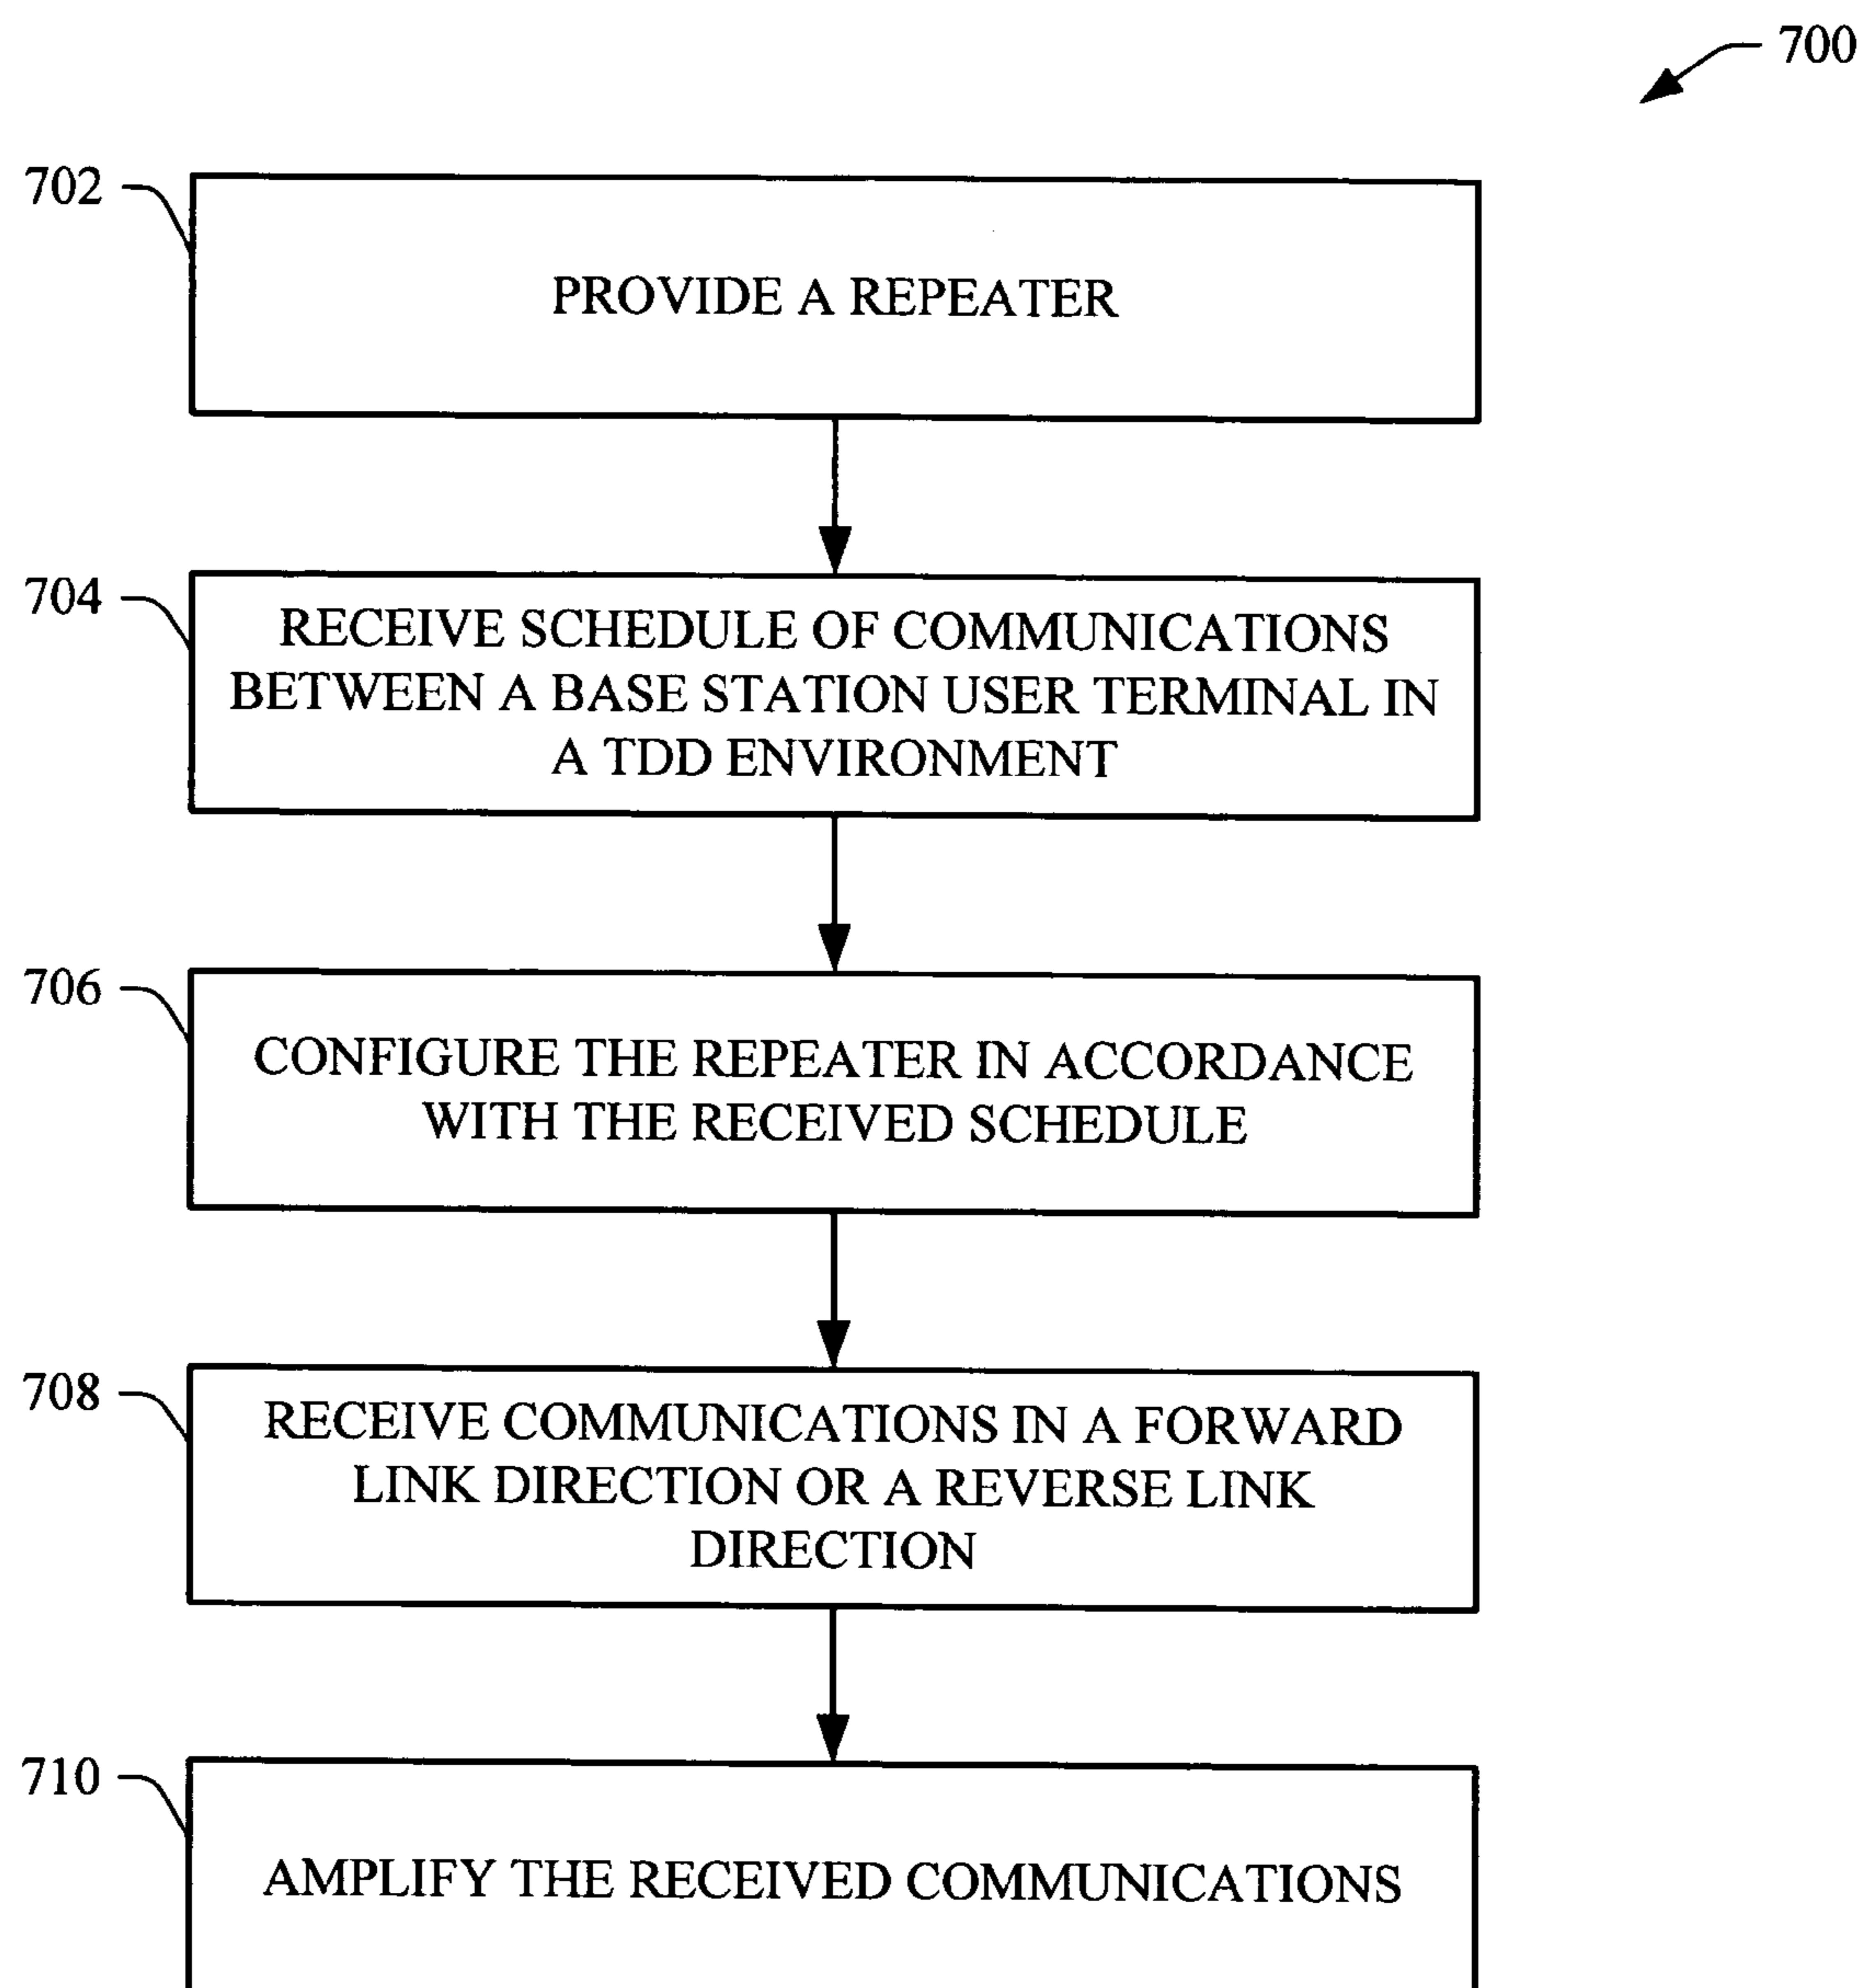 700
702
PROVIDE A REPEATER
704
RECEIVE SCHEDULE OF COMMUNICATIONS
BETWEEN A BASE STATION USER TERMINAL IN
A TDD ENVIRONMENT
706
CONFIGURE THE REPEATER IN ACCORDANCE
WITH THE RECEIVED SCHEDULE
708
RECEIVE COMMUNICATIONS IN A FORWARD
LINK DIRECTION OR A REVERSE LINK
DIRECTION
710
AMPLIFY THE RECEIVED COMMUNICATIONS